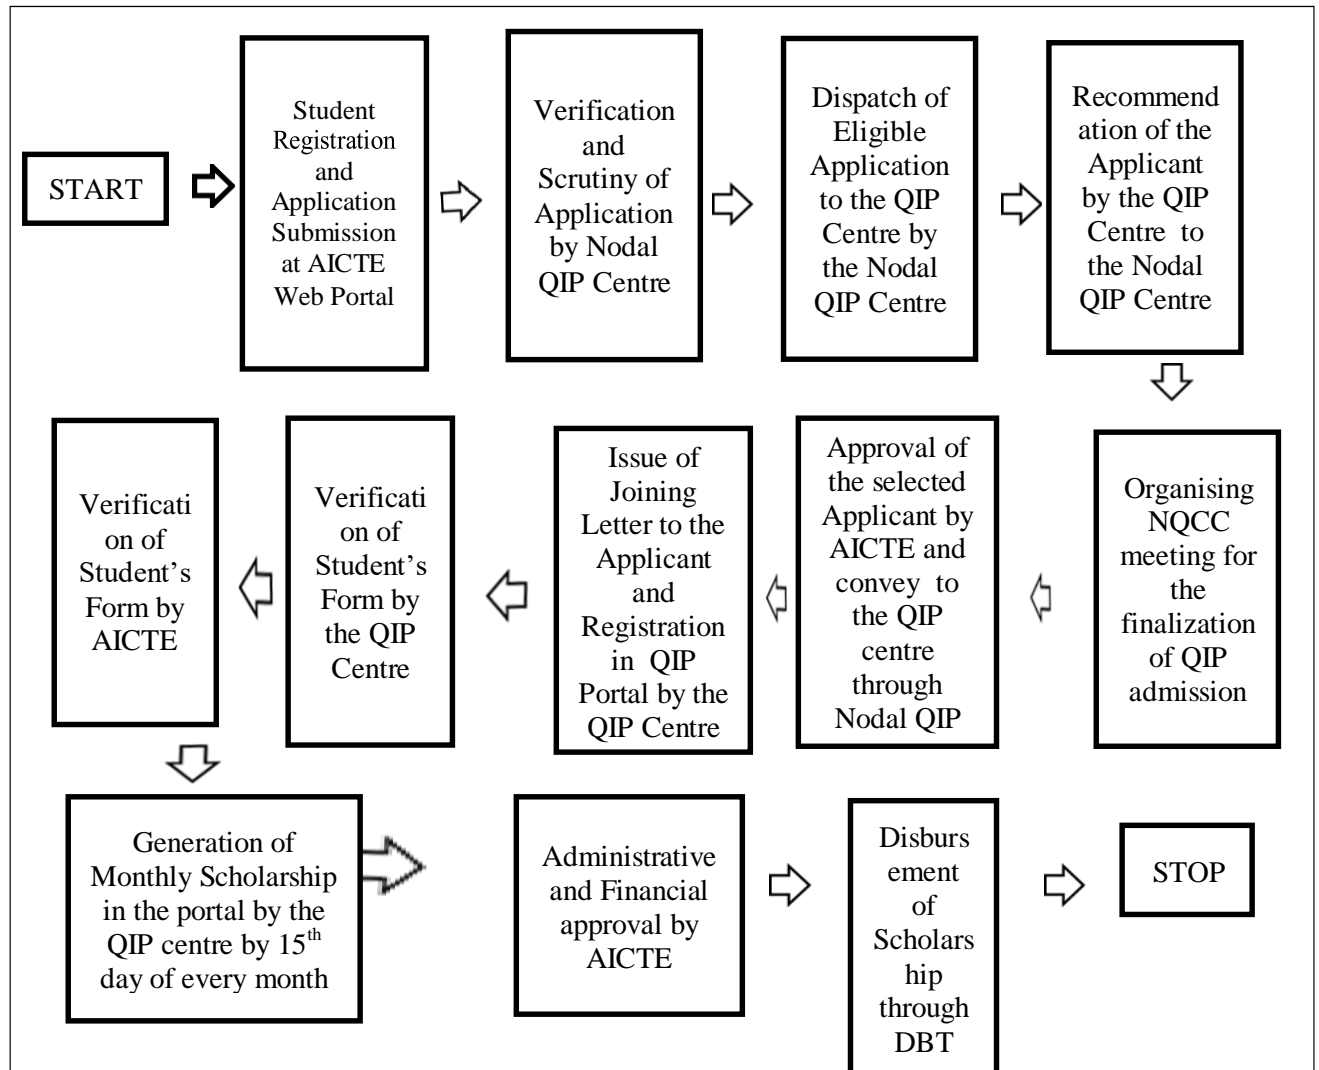 START
Student
Registration
and
Application
Submission
at AICTE
Web Portal
Verification
and
Scrutiny of
Application
by Nodal
QIP Centre
Dispatch of
Eligible
Application
to the QIP
Centre by
the Nodal
QIP Centre
Recommend
ation of the
Applicant
by the QIP
Centre to
the Nodal
QIP Centre
Organising
NQCC
meeting for
the
finalization
of QIP
admission
Approval of
the selected
Applicant by
AICTE and
convey to
the QIP
centre
through
Nodal QIP
Issue of
Joining
Letter to the
Applicant
and
Registration
in QIP
Portal by the
QIP Centre
Verificati
on of
Student’s
Form by
the QIP
Centre
Verificati
on of
Student’s
Form by
AICTE
Generation of
Monthly Scholarship
in the portal by the
QIP centre by 15th
day of every month
Administrative
and Financial
approval by
AICTE
Disburs
ement
of
Scholars
hip
through
DBT
STOP